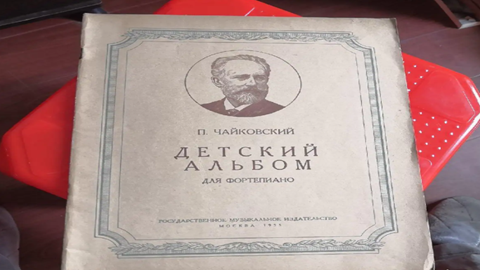 П. ЧАЙКОВСКИЙ
ДЕТСКИЙ
АЛЬБОМ
ДЛЯ ФОРТЕПИАНО
ГОСУДАРСТВЕННОЕ МУЗЫКАЛЬНОЕ ИЗДАТЕЛЬСТВО
МОСКВА